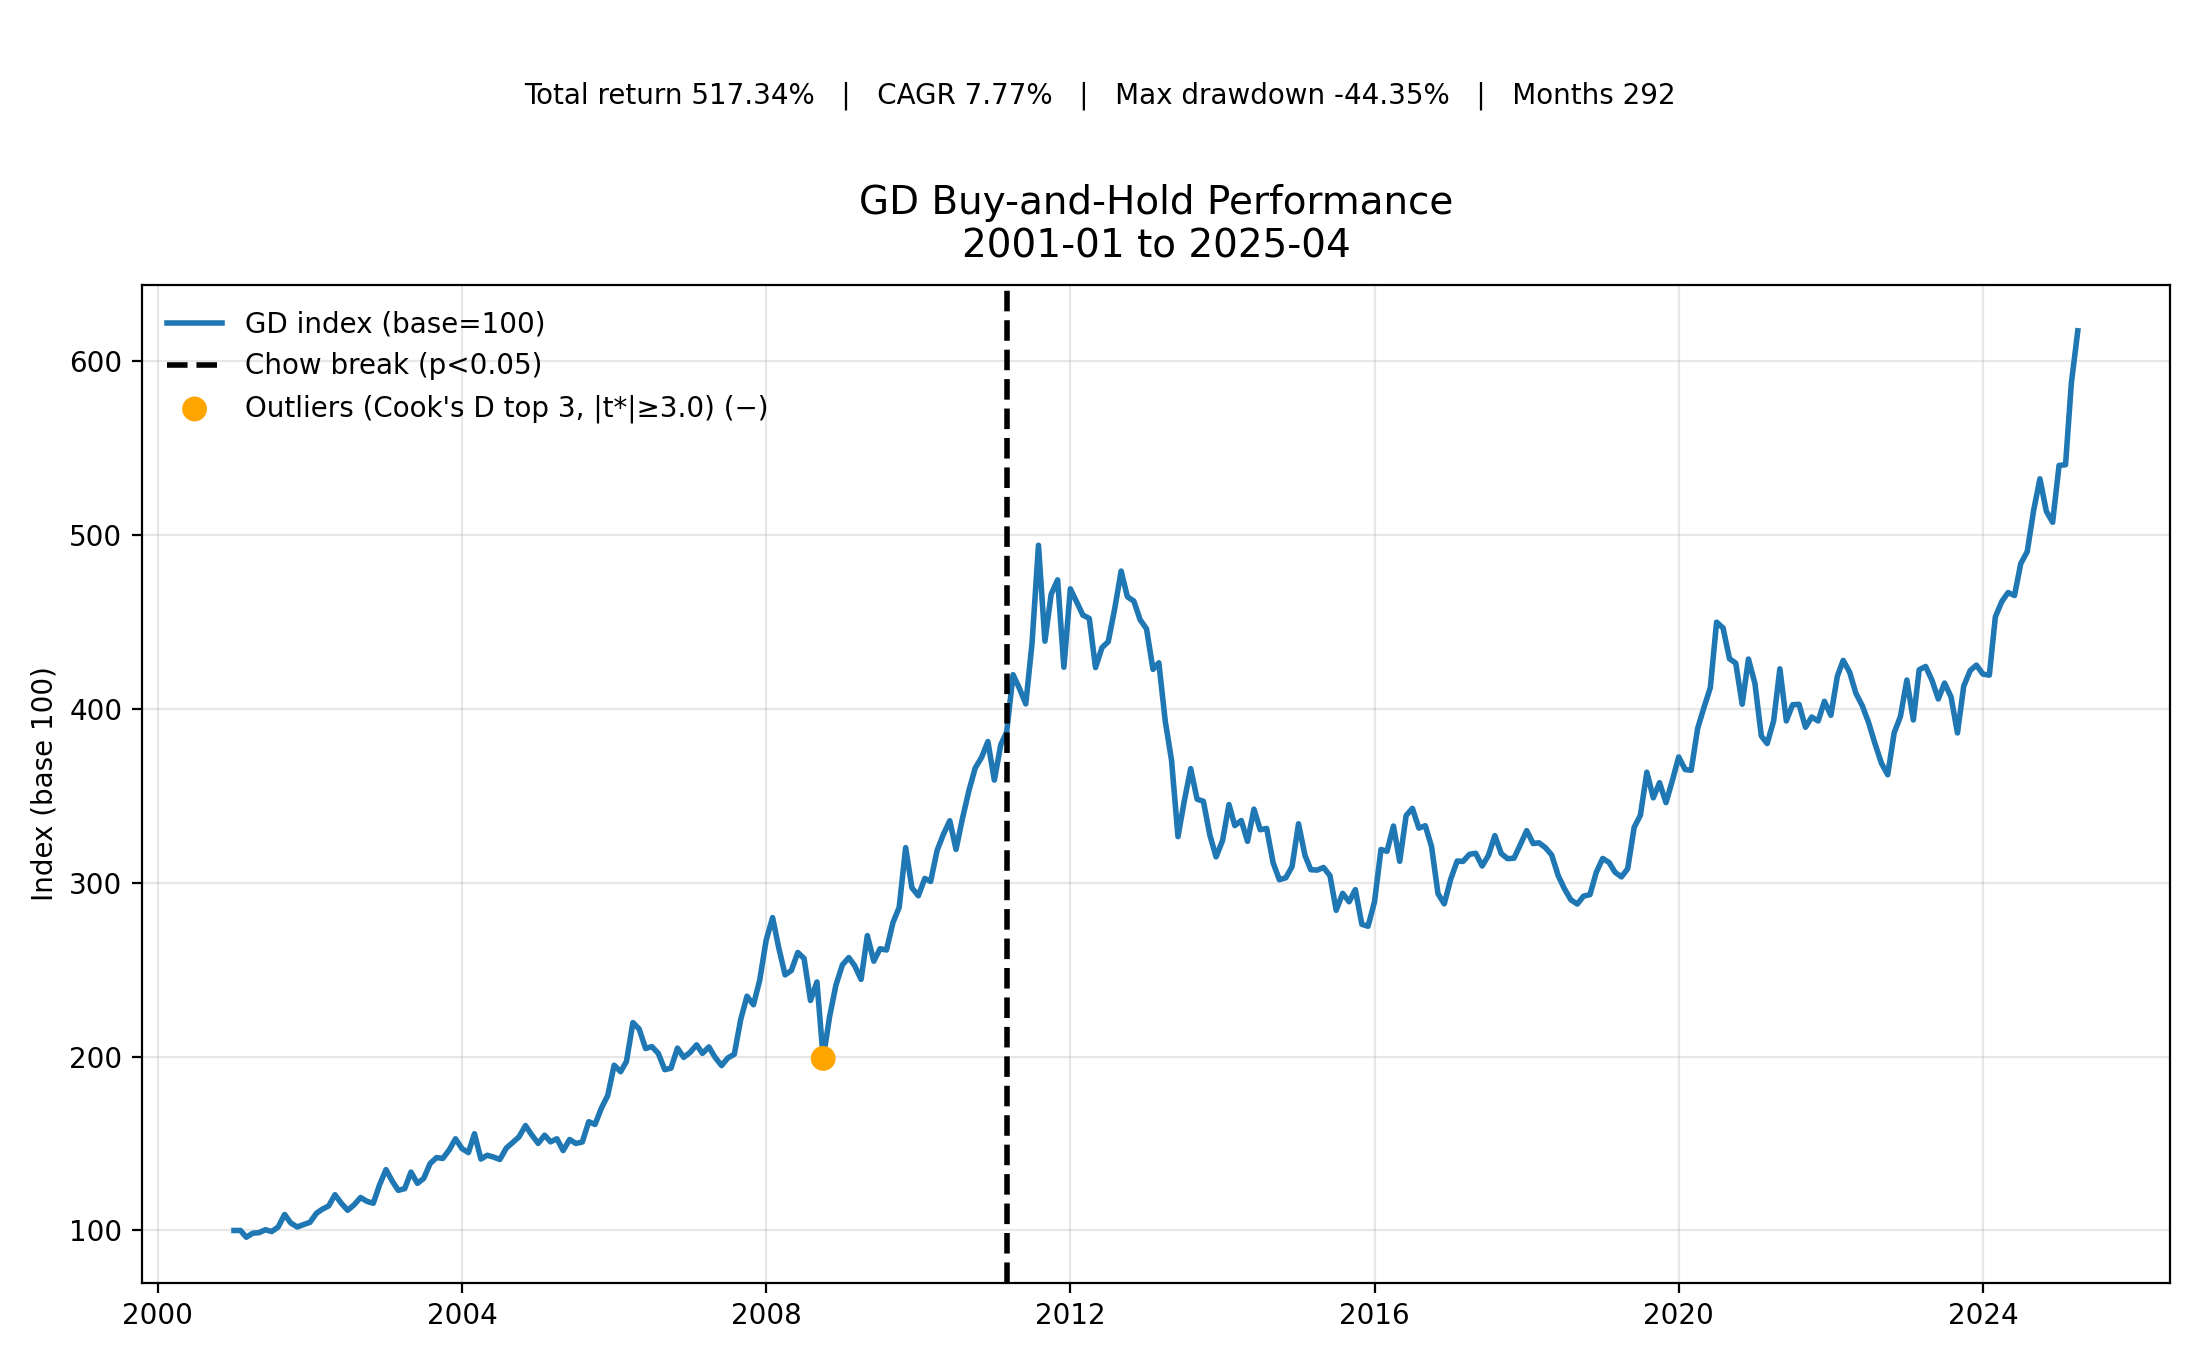 Total return 517.34% | CAGR 7.77% | Max drawdown -44.35% | Months 292
GD Buy-and-Hold Performance
2001-01 to 2025-04
GD index (base=100)
Chow break (p<0.05)
Outliers (Cook's D top 3, |t*|≥3.0) (−)
Index (base 100)
600
500
400
300
200
100
2000 2004 2008 2012 2016 2020 2024